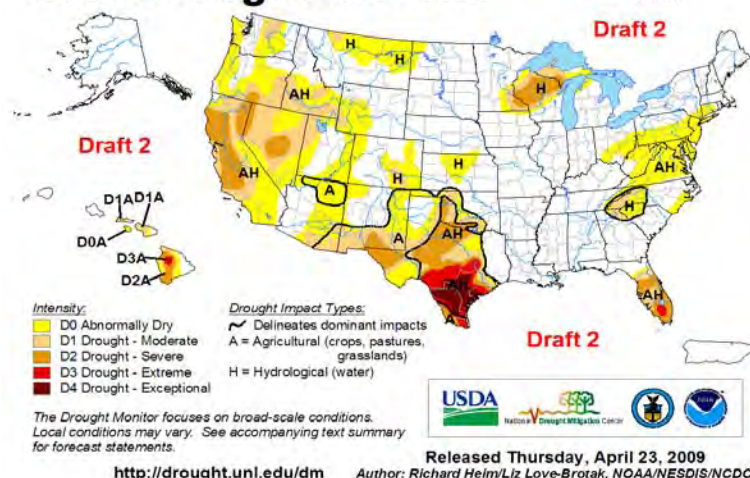 Draft 2
Draft 2
H
H
AH
H
AH
A
H
H
AH
H
A
AH
AH
A
AH
D1A
D1A
D0A
D3A
D2A
Draft 2
Intensity:
D0 Abnormally Dry
D1 Drought - Moderate
D2 Drought - Severe
D3 Drought - Extreme
D4 Drought - Exceptional
Drought Impact Types:
Delineates dominant impacts
A = Agricultural (crops, pastures,
grasslands)
H = Hydrological (water)
The Drought Monitor focuses on broad-scale conditions.
Local conditions may vary. See accompanying text summary
for forecast statements.
USDA
National Drought Mitigation Center
Released Thursday, April 23, 2009
http://drought.unl.edu/dm
Author: Richard Heim/Liz Love-Brotak, NOAA/NESDIS/NCDC